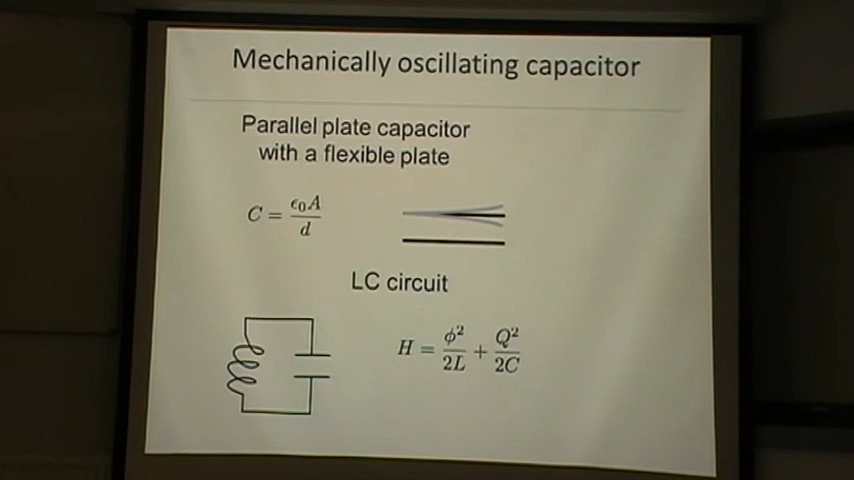 Mechanically oscillating capacitor
Parallel plate capacitor
with a flexible plate
C = ϵ₀A / d
LC circuit
H = ϕ² / 2L + Q² / 2C